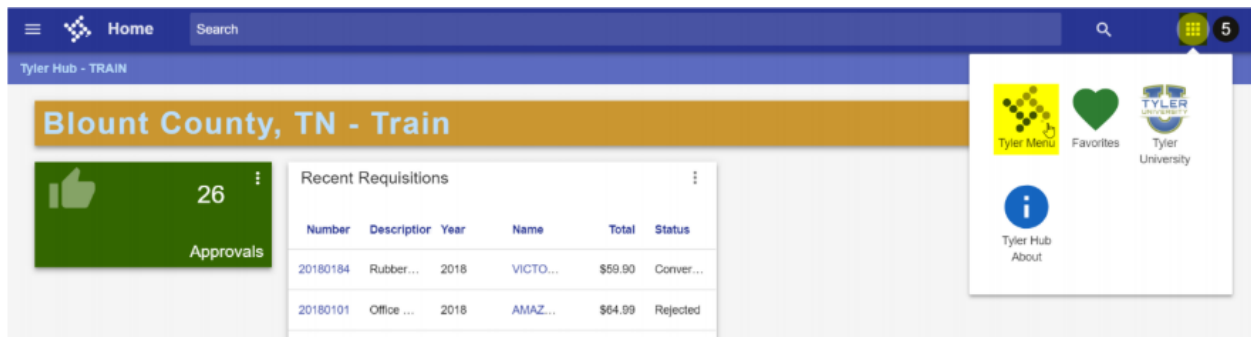 Home Search 5
Tyler Hub - TRAIN
Blount County, TN - Train
26
Approvals
Recent Requisitions
Number Descriptior Year Name Total Status
20180184 Rubber... 2018 VICTO... $59.90 Conver...
20180101 Office ... 2018 AMAZ... $64.99 Rejected
TYLER
UNIVERSITY
Tyler Menu Favorites Tyler
University
Tyler Hub
About